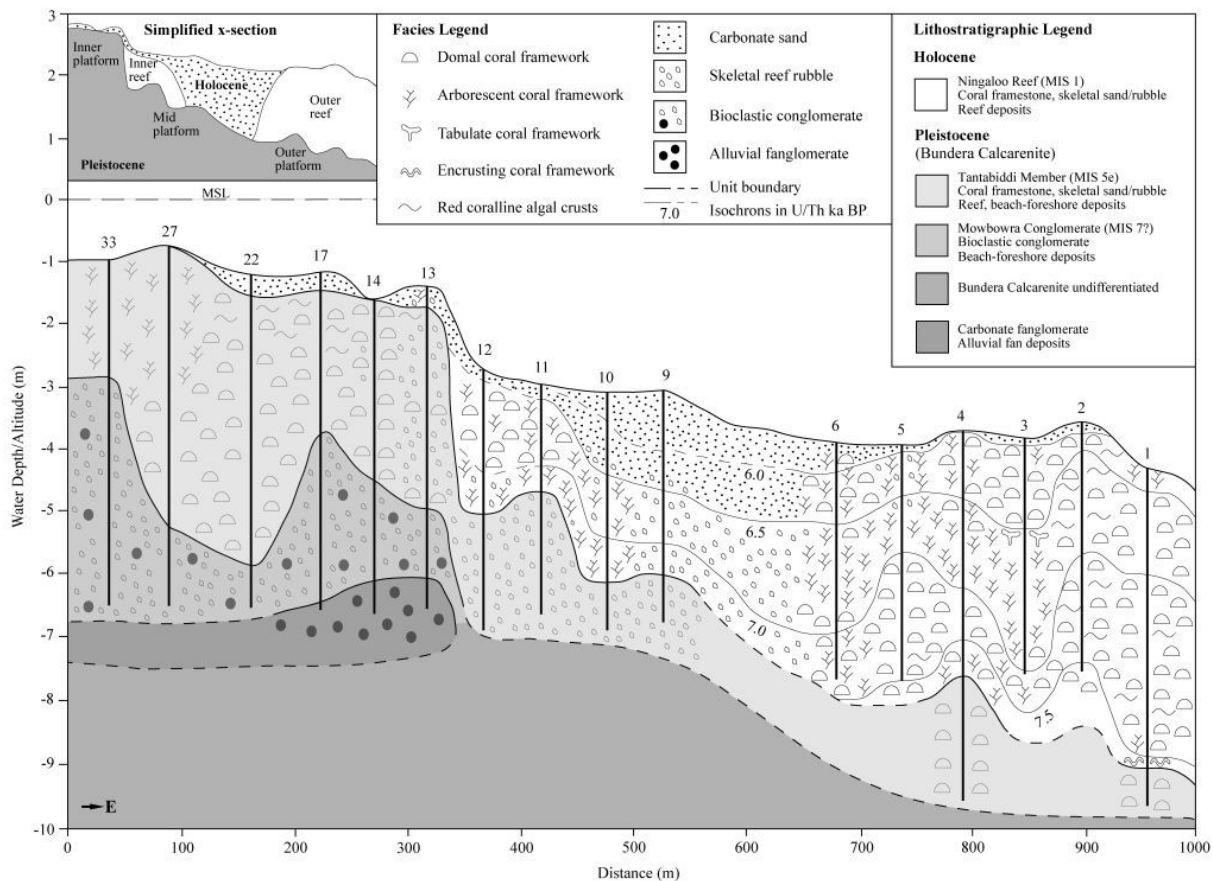 Simplified x-section
3
2
1
0
-1
-2
-3
-4
-5
-6
-7
-8
-9
-10
Water Depth/Altitude (m)
Inner
platform
Inner
reef
Holocene
Outer
reef
Mid
platform
Outer
platform
Pleistocene
MSL
Facies Legend
Domal coral framework
Arborescent coral framework
Tabulate coral framework
Encrusting coral framework
Red coralline algal crusts
Carbonate sand
Skeletal reef rubble
Bioclastic conglomerate
Alluvial fanglomerate
Unit boundary
7.0
Isochrons in U/Th ka BP
Lithostratigraphic Legend
Holocene
Ningaloo Reef (MIS 1)
Coral framestone, skeletal sand/rubble
Reef deposits
Pleistocene
(Bundera Calcarenite)
Tantabiddi Member (MIS 5e)
Coral framestone, skeletal sand/rubble
Reef, beach-foreshore deposits
Mowbowra Conglomerate (MIS 7?)
Bioclastic conglomerate
Beach-foreshore deposits
Bundera Calcarenite undifferentiated
Carbonate fanglomerate
Alluvial fan deposits
33
27
22
17
14
13
12
11
10
9
6
5
4
3
2
1
6.0
6.5
7.0
7.5
E
0
100
200
300
400
500
600
700
800
900
1000
Distance (m)